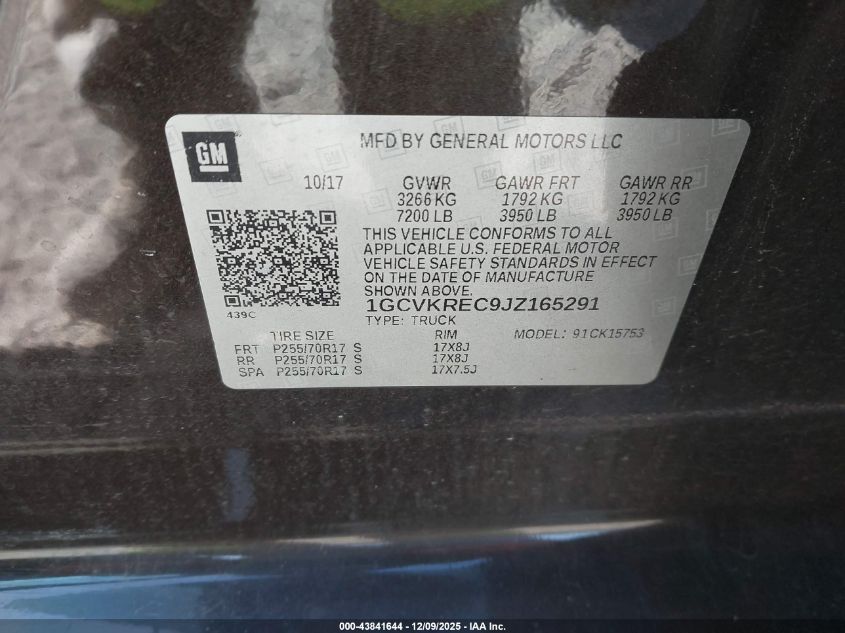 GM
MFD BY GENERAL MOTORS LLC
10/17 GVWR GAWR FRT GAWR RR
3266 KG 1792 KG 1792 KG
7200 LB 3950 LB 3950 LB
THIS VEHICLE CONFORMS TO ALL
APPLICABLE U.S. FEDERAL MOTOR
VEHICLE SAFETY STANDARDS IN EFFECT
ON THE DATE OF MANUFACTURE
SHOWN ABOVE.
439C
1GCVKREC9JZ165291
TYPE: TRUCK
TIRE SIZE RIM MODEL: 91CK15753
FRT P255/70R17 S 17X8J
RR P255/70R17 S 17X8J
SPA P255/70R17 S 17X7.5J
000-43841644 | 12/09/2025 - IAA Inc.